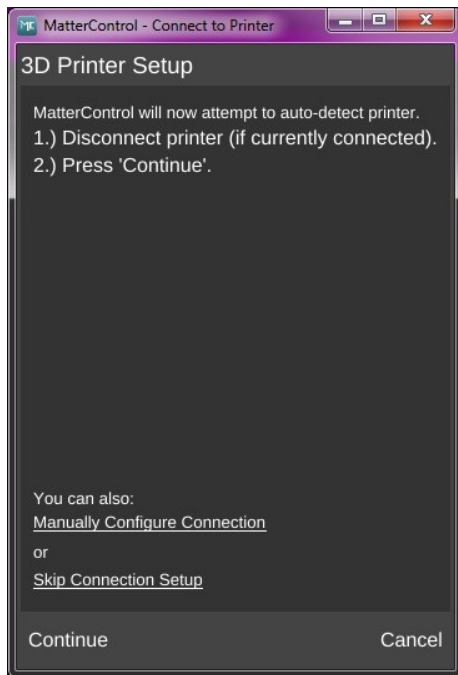 MC MatterControl - Connect to Printer
3D Printer Setup
MatterControl will now attempt to auto-detect printer.
1.) Disconnect printer (if currently connected).
2.) Press 'Continue'.
You can also:
Manually Configure Connection
or
Skip Connection Setup
Continue Cancel